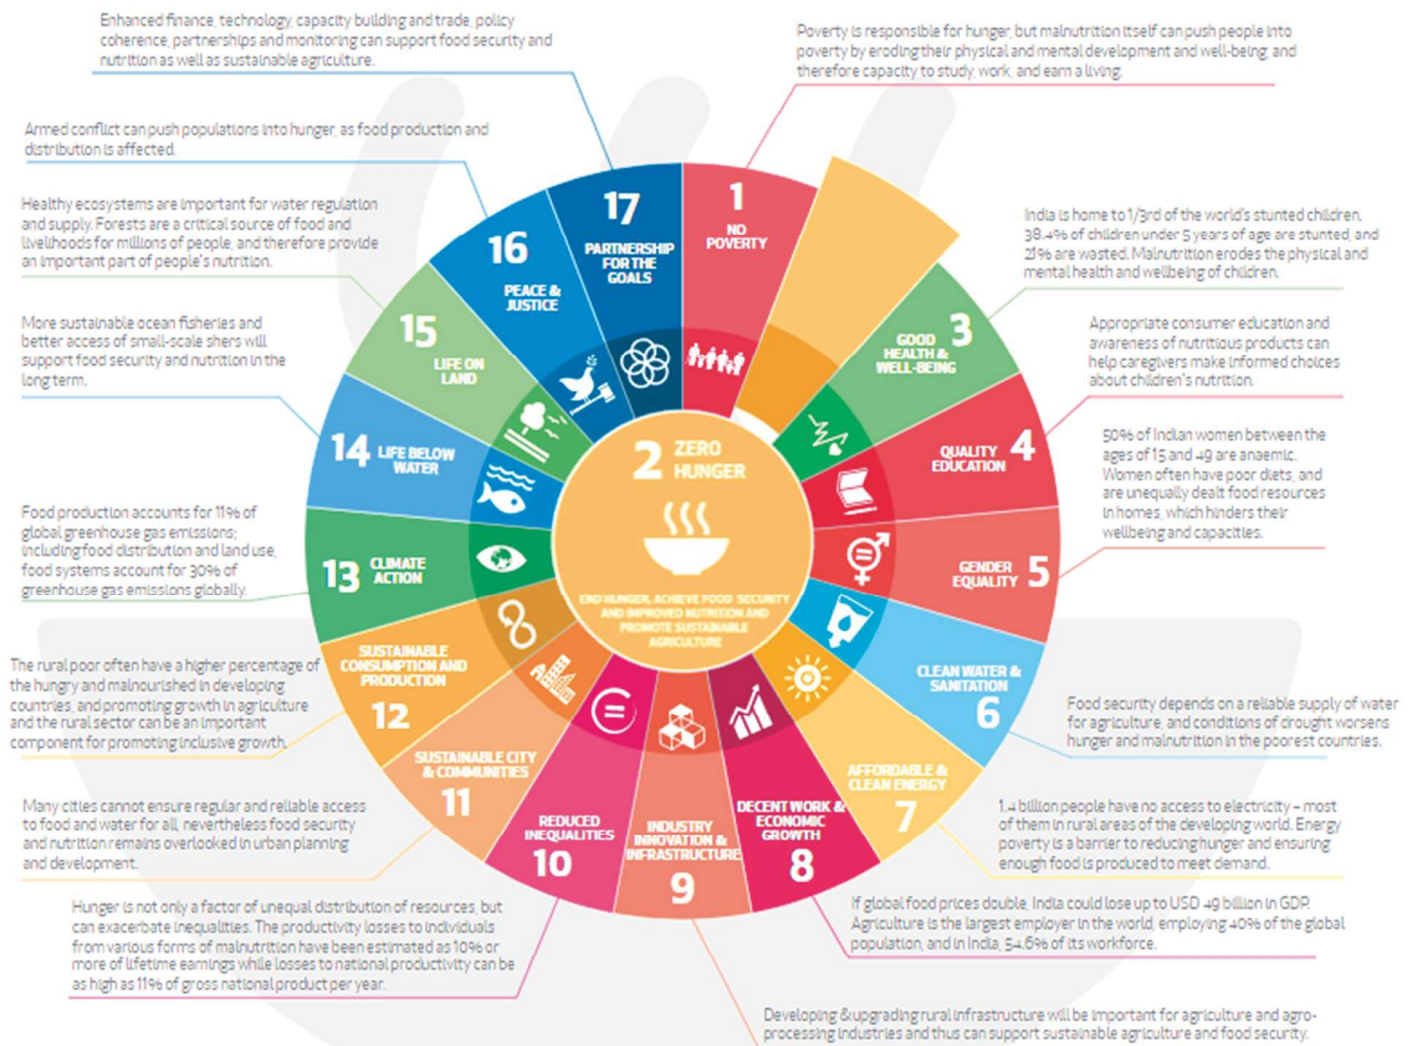 Enhanced finance, technology, capacity building and trade, policy
coherence, partnerships and monitoring can support food security and
nutrition as well as sustainable agriculture.
Poverty is responsible for hunger, but malnutrition itself can push people into
poverty by eroding their physical and mental development and well-being, and
therefore capacity to study, work, and earn a living.
Armed conflict can push populations into hunger, as food production and
distribution is affected.
Healthy ecosystems are important for water regulation
and supply. Forests are a critical source of food and
livelihoods for millions of people, and therefore provide
an important part of people's nutrition.
India is home to 1/3rd of the world's stunted children.
38.4% of children under 5 years of age are stunted, and
21% are wasted. Malnutrition erodes the physical and
mental health and wellbeing of children.
More sustainable ocean fisheries and
better access of small-scale shers will
support food security and nutrition in the
long term.
Appropriate consumer education and
awareness of nutritious products can
help caregivers make informed choices
about children's nutrition.
50% of Indian women between the
ages of 15 and 49 are anaemic.
Women often have poor diets, and
are unequally dealt food resources
in homes, which hinders their
wellbeing and capacities.
Food production accounts for 11% of
global greenhouse gas emissions;
including food distribution and land use,
food systems account for 30% of
greenhouse gas emissions globally.
The rural poor often have a higher percentage of
the hungry and malnourished in developing
countries, and promoting growth in agriculture
and the rural sector can be an important
component for promoting inclusive growth.
Food security depends on a reliable supply of water
for agriculture, and conditions of drought worsens
hunger and malnutrition in the poorest countries.
Many cities cannot ensure regular and reliable access
to food and water for all, nevertheless food security
and nutrition remains overlooked in urban planning
and development.
1.4 billion people have no access to electricity – most
of them in rural areas of the developing world. Energy
poverty is a barrier to reducing hunger and ensuring
enough food is produced to meet demand.
Hunger is not only a factor of unequal distribution of resources, but
can exacerbate inequalities. The productivity losses to individuals
from various forms of malnutrition have been estimated as 10% or
more of lifetime earnings while losses to national productivity can be
as high as 11% of gross national product per year.
If global food prices double, India could lose up to USD 49 billion in GDP.
Agriculture is the largest employer in the world, employing 40% of the global
population, and in India, 54.6% of its workforce.
Developing & upgrading rural infrastructure will be important for agriculture and agro-
processing industries and thus can support sustainable agriculture and food security.
1
NO
POVERTY
2 ZERO
HUNGER
END HUNGER, ACHIEVE FOOD SECURITY
AND IMPROVED NUTRITION AND
PROMOTE SUSTAINABLE
AGRICULTURE
3
GOOD
HEALTH &
WELL-BEING
QUALITY
EDUCATION
4
GENDER
EQUALITY
5
CLEAN WATER &
SANITATION
6
AFFORDABLE &
CLEAN ENERGY
7
DECENT WORK &
ECONOMIC
GROWTH
8
INDUSTRY
INNOVATION &
INFRASTRUCTURE
9
REDUCED
INEQUALITIES
10
SUSTAINABLE CITY
& COMMUNITIES
11
SUSTAINABLE
CONSUMPTION AND
PRODUCTION
12
13
CLIMATE
ACTION
14
LIFE BELOW
WATER
15
LIFE ON
LAND
16
PEACE &
JUSTICE
17
PARTNERSHIP
FOR THE
GOALS